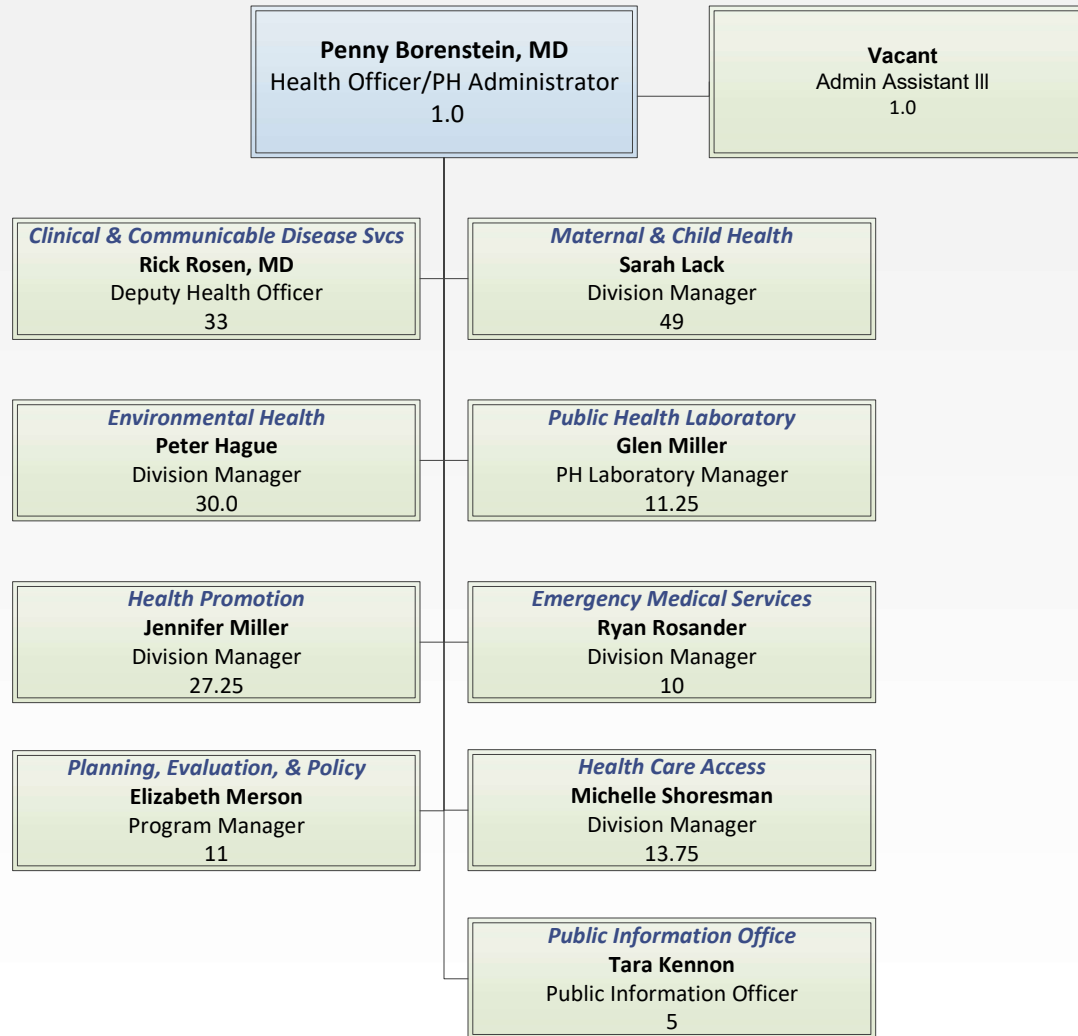 Penny Borenstein, MD
Health Officer/PH Administrator
1.0
Vacant
Admin Assistant III
1.0
Clinical & Communicable Disease Svcs
Rick Rosen, MD
Deputy Health Officer
33
Maternal & Child Health
Sarah Lack
Division Manager
49
Environmental Health
Peter Hague
Division Manager
30.0
Public Health Laboratory
Glen Miller
PH Laboratory Manager
11.25
Health Promotion
Jennifer Miller
Division Manager
27.25
Emergency Medical Services
Ryan Rosander
Division Manager
10
Planning, Evaluation, & Policy
Elizabeth Merson
Program Manager
11
Health Care Access
Michelle Shoresman
Division Manager
13.75
Public Information Office
Tara Kennon
Public Information Officer
5